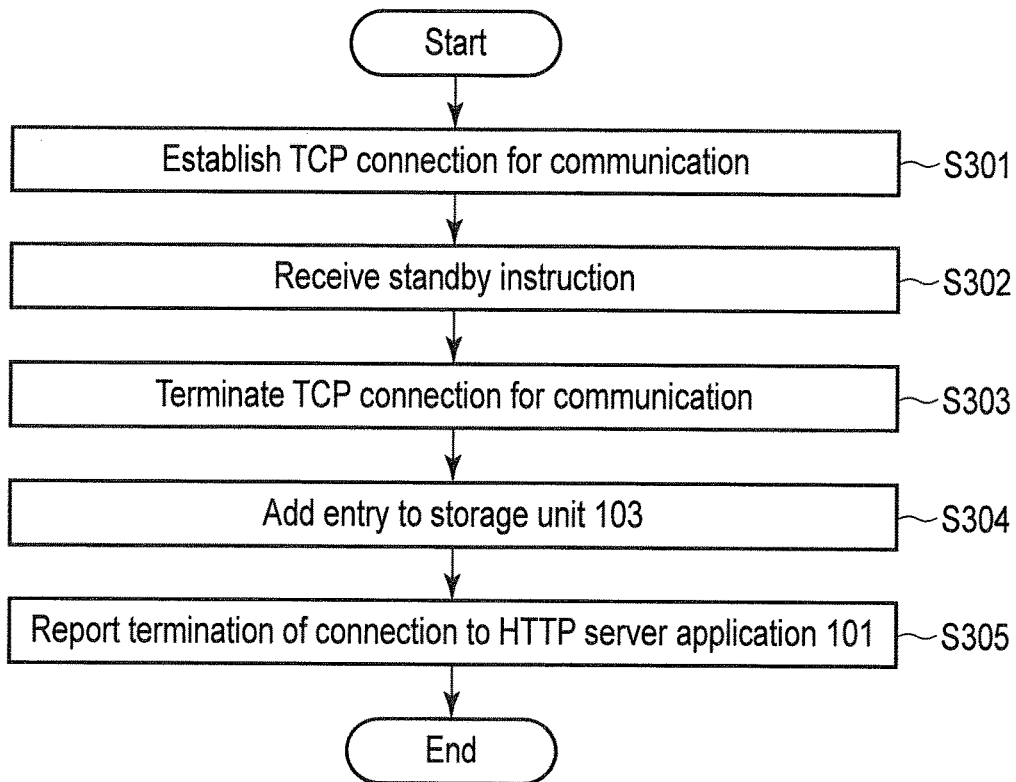 Start
Establish TCP connection for communication
S301
Receive standby instruction
S302
Terminate TCP connection for communication
S303
Add entry to storage unit 103
S304
Report termination of connection to HTTP server application 101
S305
End